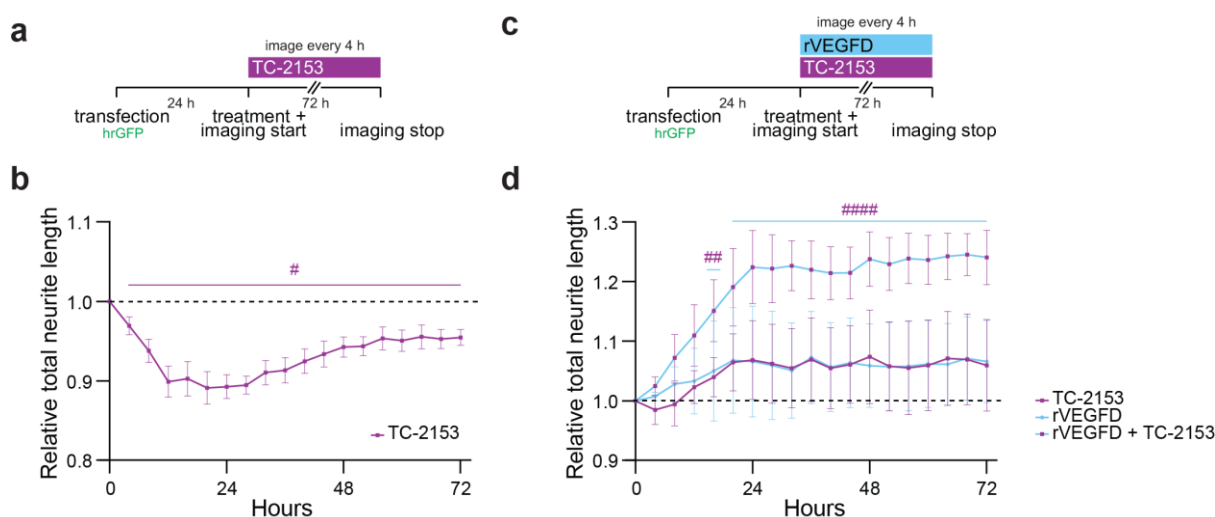 a
image every 4 h
TC-2153
24 h
72 h
transfection
hrGFP
treatment +
imaging start
imaging stop
b
Relative total neurite length
1.1
1.0
0.9
0.8
#
TC-2153
0
24
48
72
Hours
c
image every 4 h
rVEGFD
TC-2153
24 h
72 h
transfection
hrGFP
treatment +
imaging start
imaging stop
d
Relative total neurite length
1.3
1.2
1.1
1.0
0.9
##
####
0
24
48
72
Hours
TC-2153
rVEGFD
rVEGFD + TC-2153